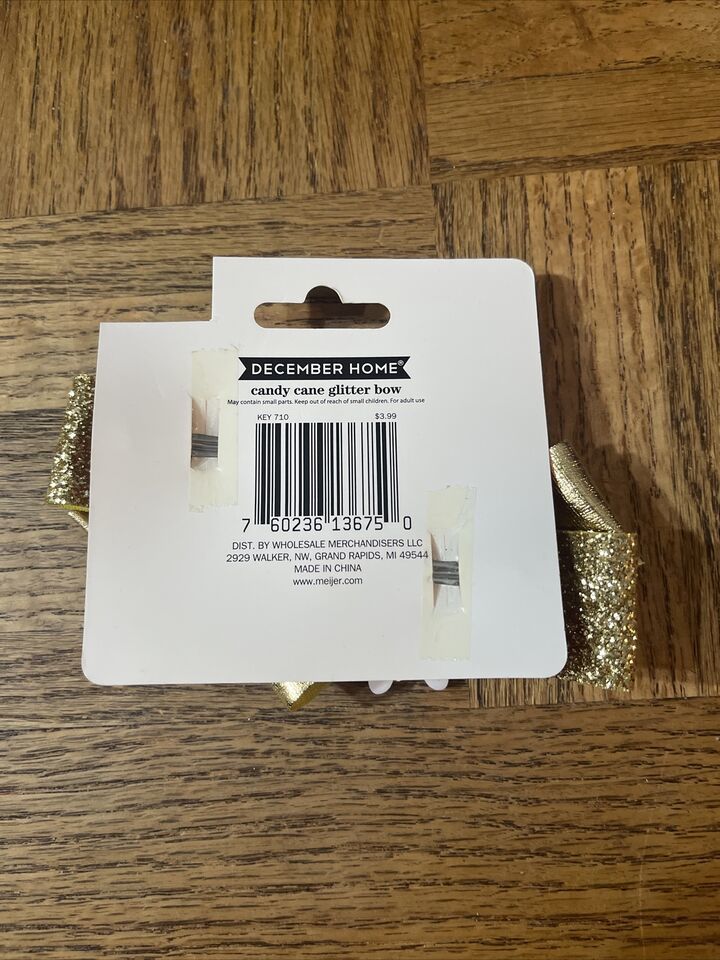 DECEMBER HOME®
candy cane glitter bow
May contain small parts. Keep out of reach of small children. For adult use
KEY 710 $3.99
7 60236 13675 0
DIST. BY WHOLESALE MERCHANDISERS LLC
2929 WALKER, NW, GRAND RAPIDS, MI 49544
MADE IN CHINA
www.meijer.com